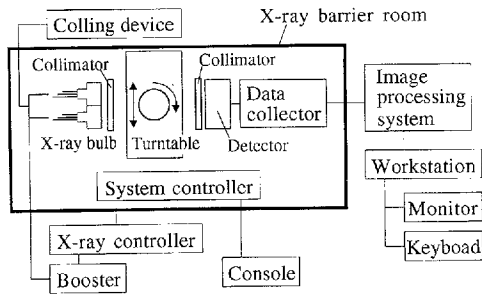 Colling device
X-ray barrier room
Collimator
Collimator
Data
collector
Image
processing
system
X-ray bulb
Turntable
Detector
Workstation
System controller
Monitor
X-ray controller
Keyboad
Booster
Console